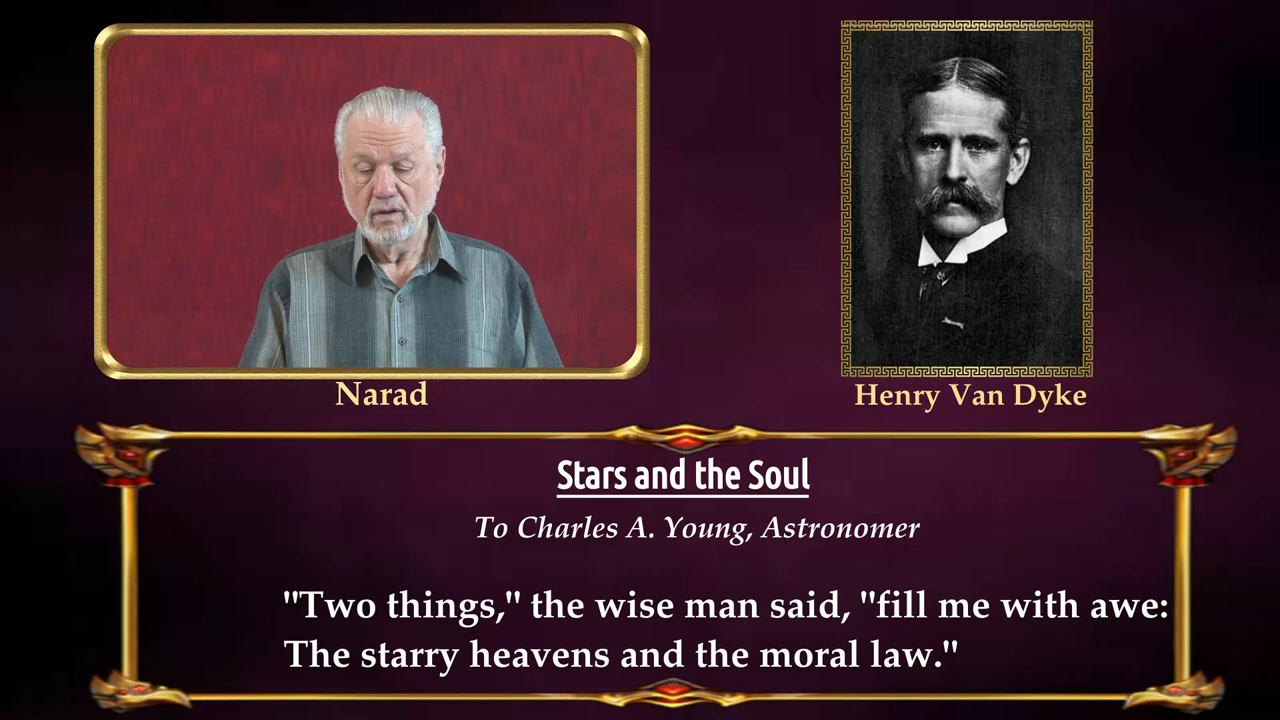 Narad
Henry Van Dyke
Stars and the Soul
To Charles A. Young, Astronomer
"Two things," the wise man said, "fill me with awe:
The starry heavens and the moral law."